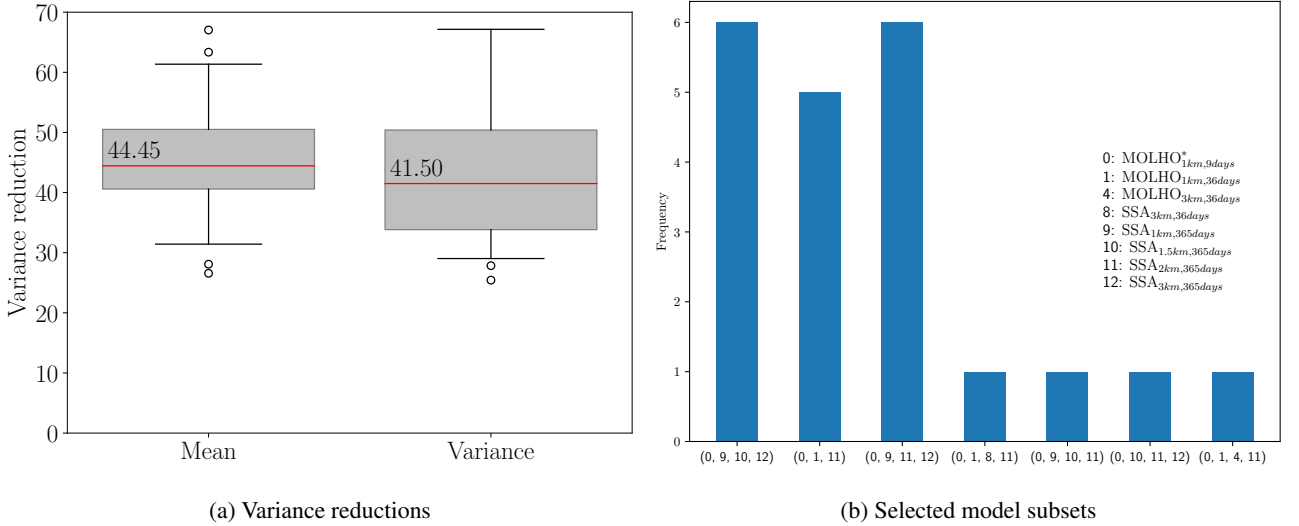 Variance reduction
70
60
50
40
30
20
10
0
44.45
41.50
Mean
Variance
(a) Variance reductions
Frequency
6
5
4
3
2
1
0
0: MOLHO*1km,9days
1: MOLHO1km,36days
4: MOLHO3km,36days
8: SSA3km,36days
9: SSA1km,365days
10: SSA1.5km,365days
11: SSA2km,365days
12: SSA3km,365days
(0, 9, 10, 12)
(0, 1, 11)
(0, 9, 11, 12)
(0, 1, 8, 11)
(0, 9, 10, 11)
(0, 10, 11, 12)
(0, 1, 4, 11)
(b) Selected model subsets